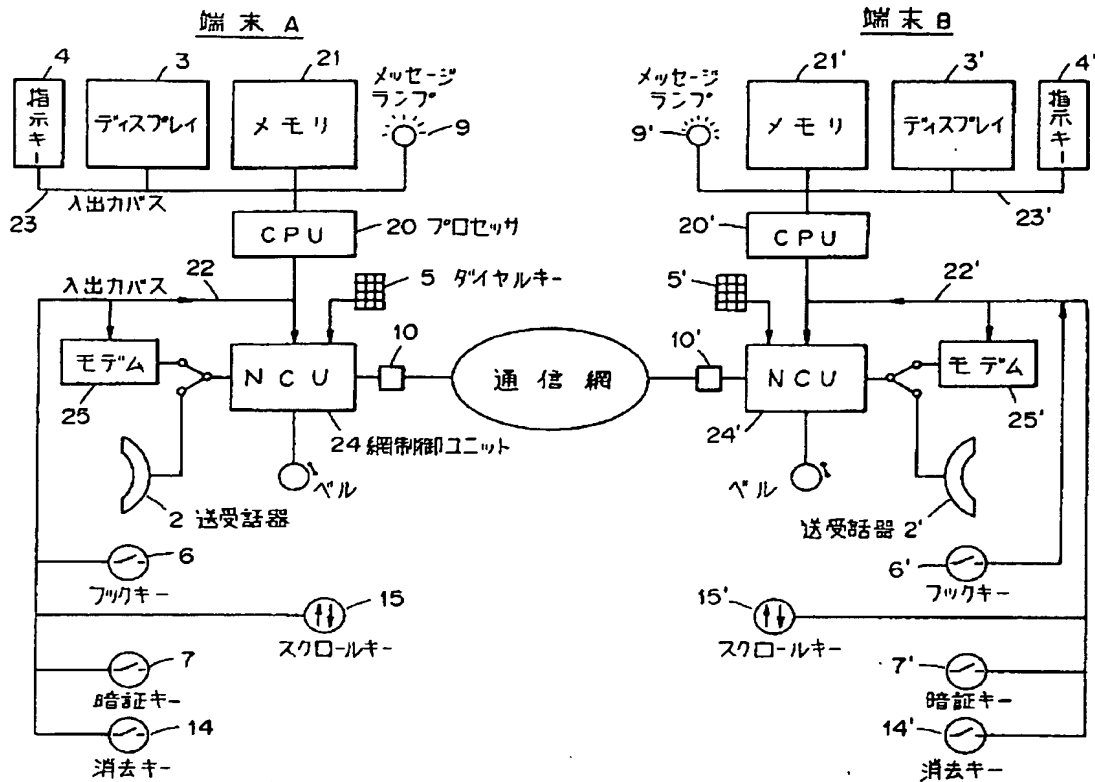 端末 A
端末 B
4
3
21
メッセージ
ランプ
9
指示キー
ディスプレイ
メモリ
23
入出力バス
CPU
20 プロセッサ
22
入出力バス
5 ダイヤルキー
モデム
25
NCU
10
24 網制御ユニット
ベル
2 送受話器
6
フックキー
15
スクロールキー
7
暗証キー
14
消去キー
通信網
メッセージ
ランプ
9'
21'
3'
4'
メモリ
ディスプレイ
指示キー
23'
20'
CPU
22'
5'
10'
NCU
24'
モデム
25'
ベル
送受話器 2'
6'
フックキー
15'
スクロールキー
7'
暗証キー
14'
消去キー